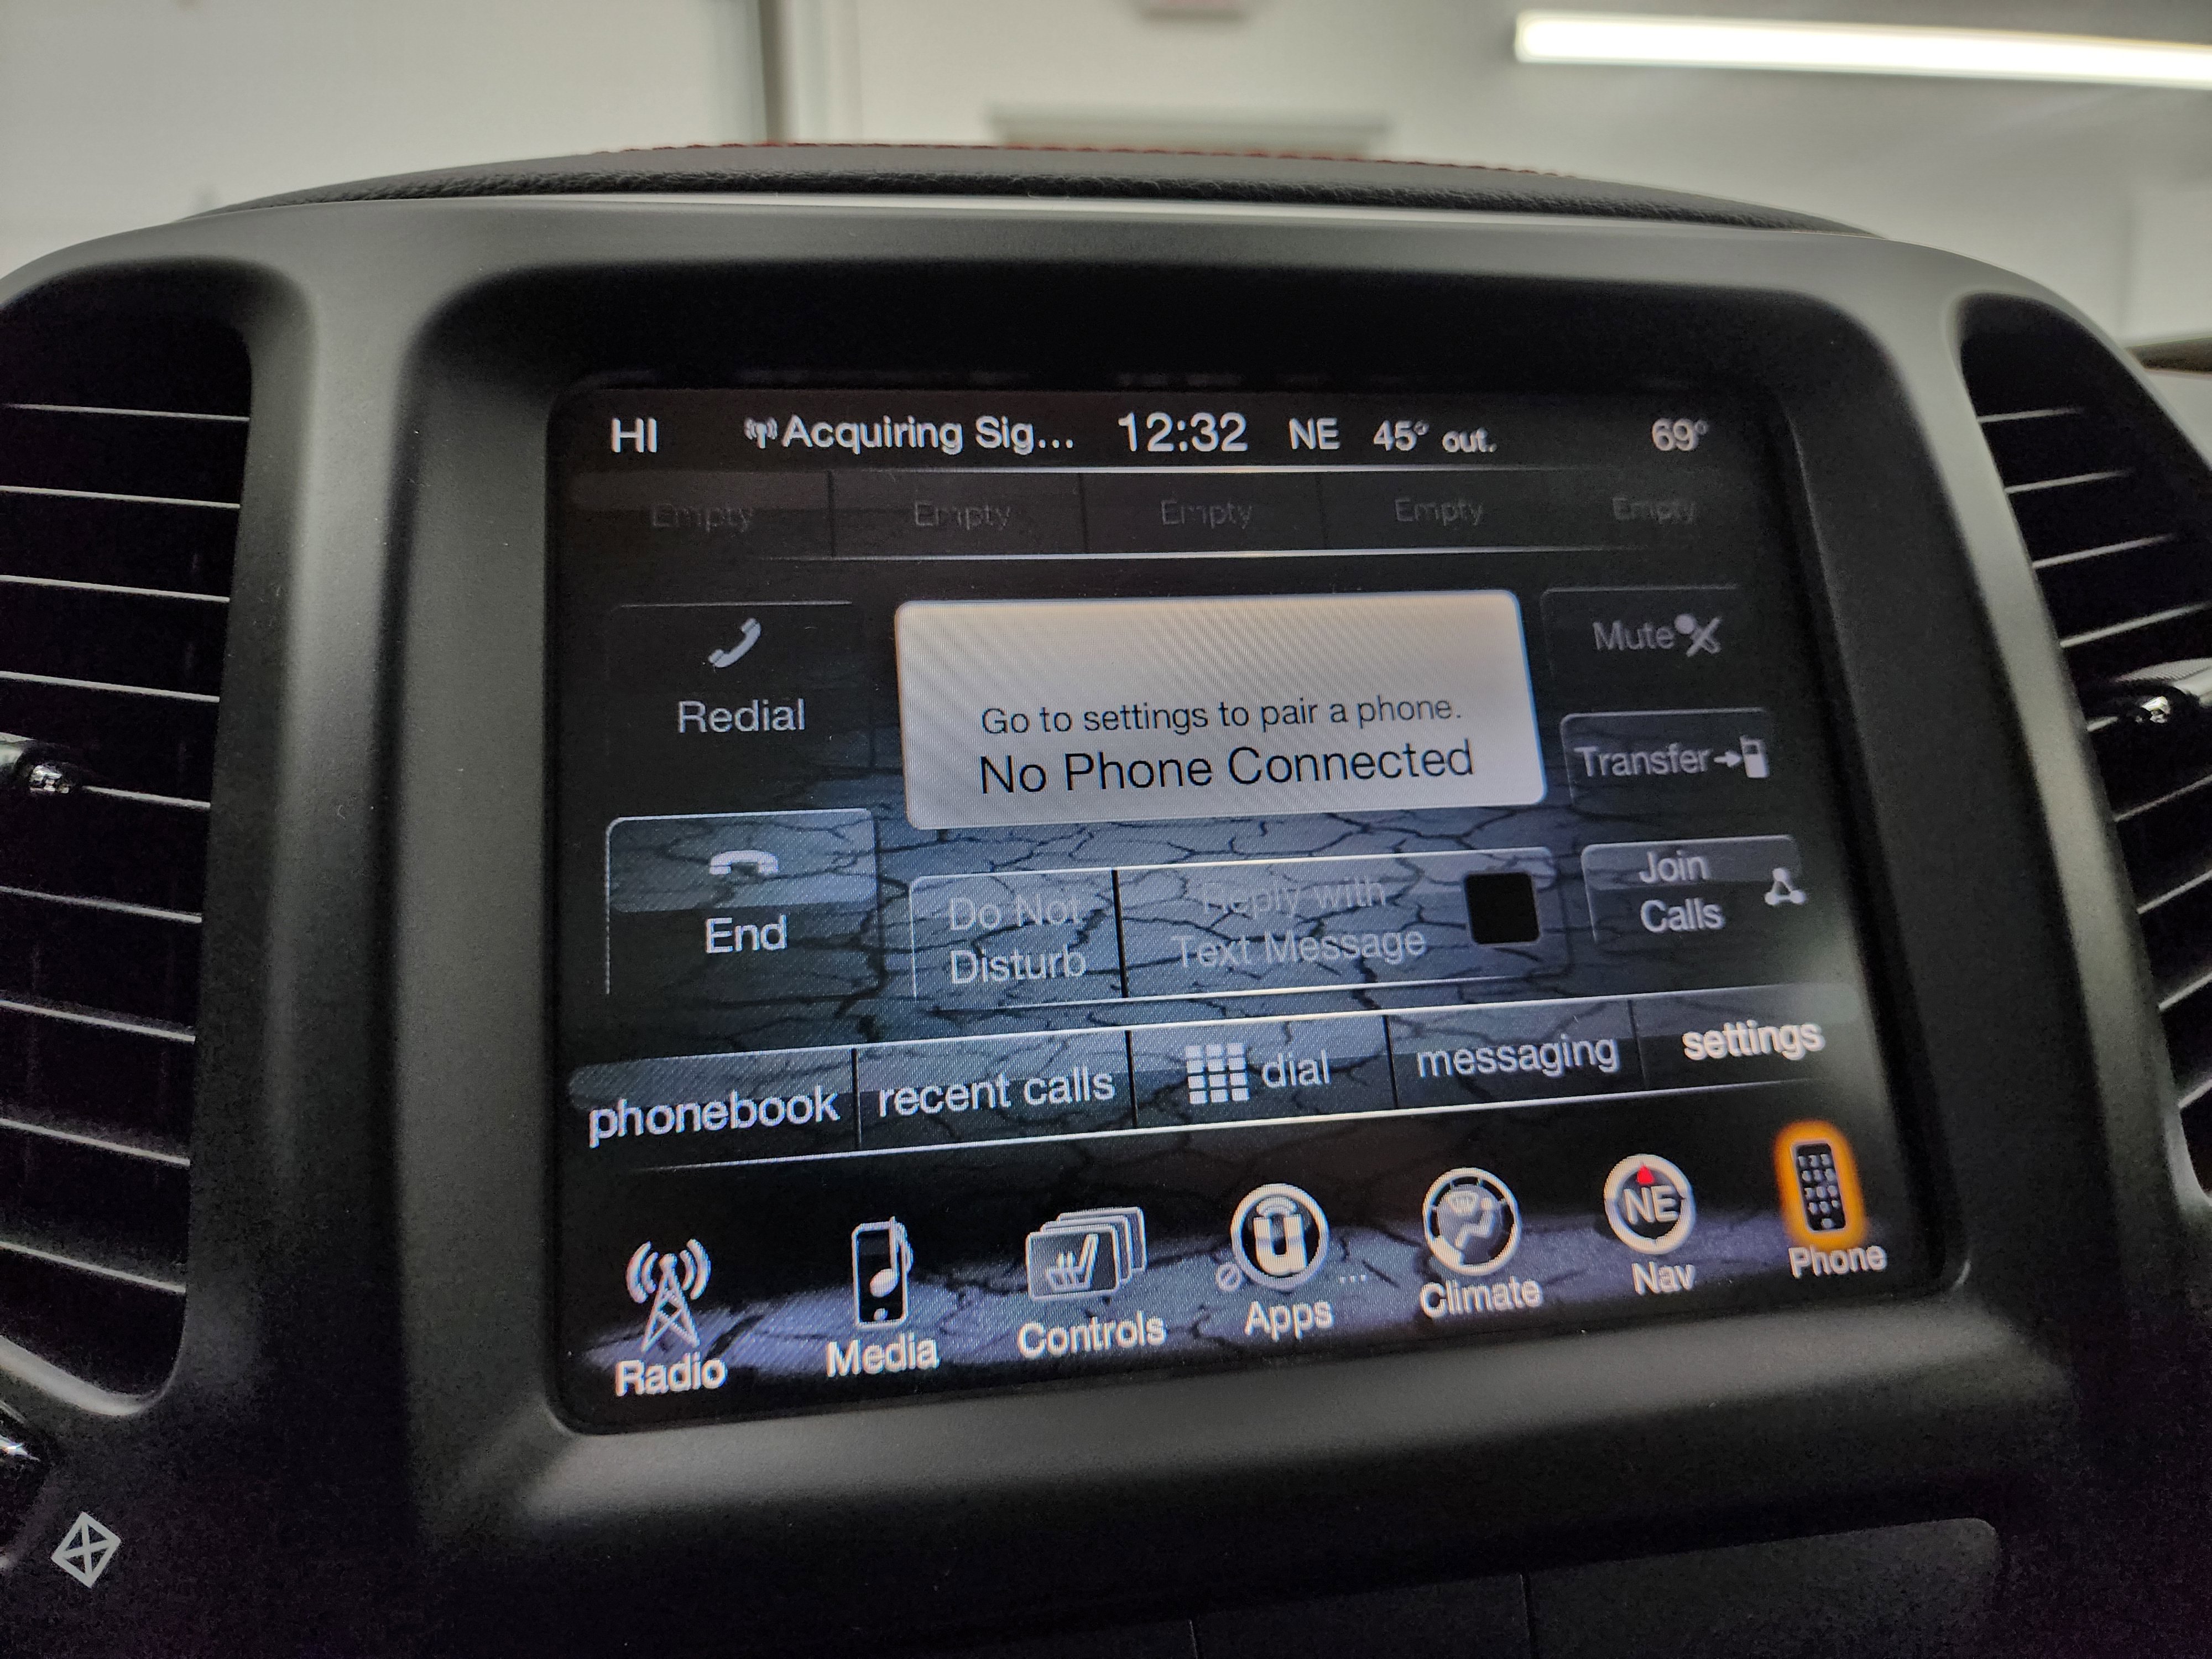 HI Acquiring Sig... 12:32 NE 45° out. 69°
Empty Empty Empty Empty Empty
Redial
Go to settings to pair a phone.
No Phone Connected
Mute
Transfer
End
Do Not
Disturb
Reply with
Text Message
Join
Calls
phonebook recent calls dial messaging settings
NE
Radio Media Controls Apps ... Climate Nav Phone